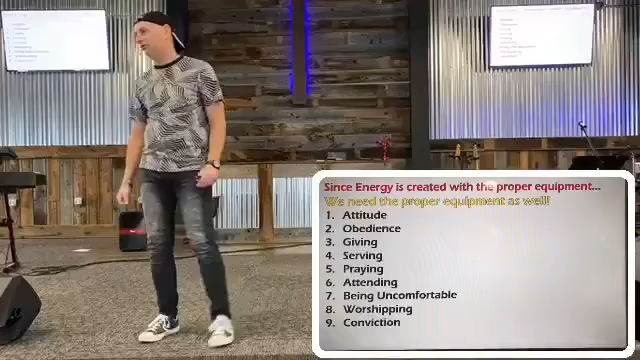 Since Energy is created with the proper equipment...
We need the proper equipment as well!
1. Attitude
2. Obedience
3. Giving
4. Serving
5. Praying
6. Attending
7. Being Uncomfortable
8. Worshipping
9. Conviction